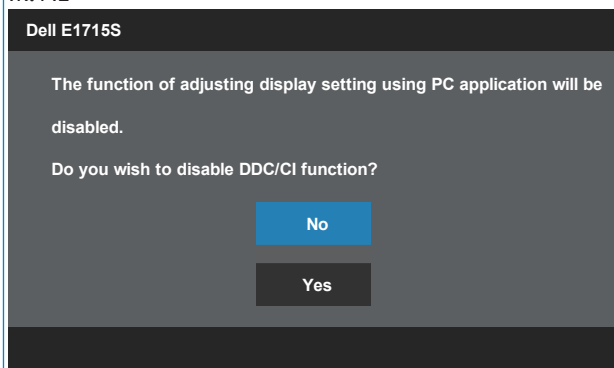 Dell E1715S
The function of adjusting display setting using PC application will be
disabled.
Do you wish to disable DDC/CI function?
No
Yes